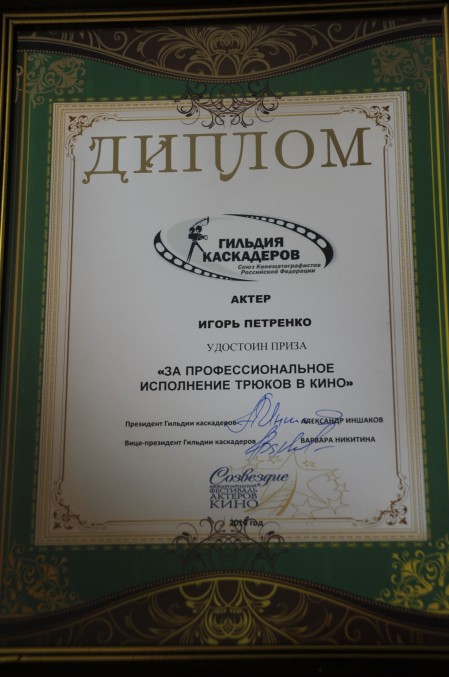 ДИПЛОМ
ГИЛЬДИЯ
КАСКАДЕРОВ
Союз Кинематографистов
Российской Федерации
АКТЕР
ИГОРЬ ПЕТРЕНКО
УДОСТОИН ПРИЗА
«ЗА ПРОФЕССИОНАЛЬНОЕ
ИСПОЛНЕНИЕ ТРЮКОВ В КИНО»
Президент Гильдии каскадеров АЛЕКСАНДР ИНШАКОВ
Вице-президент Гильдии каскадеров ВАРВАРА НИКИТИНА
Созвездие
МЕЖДУНАРОДНЫЙ
ФЕСТИВАЛЬ
АКТЕРОВ
КИНО
год